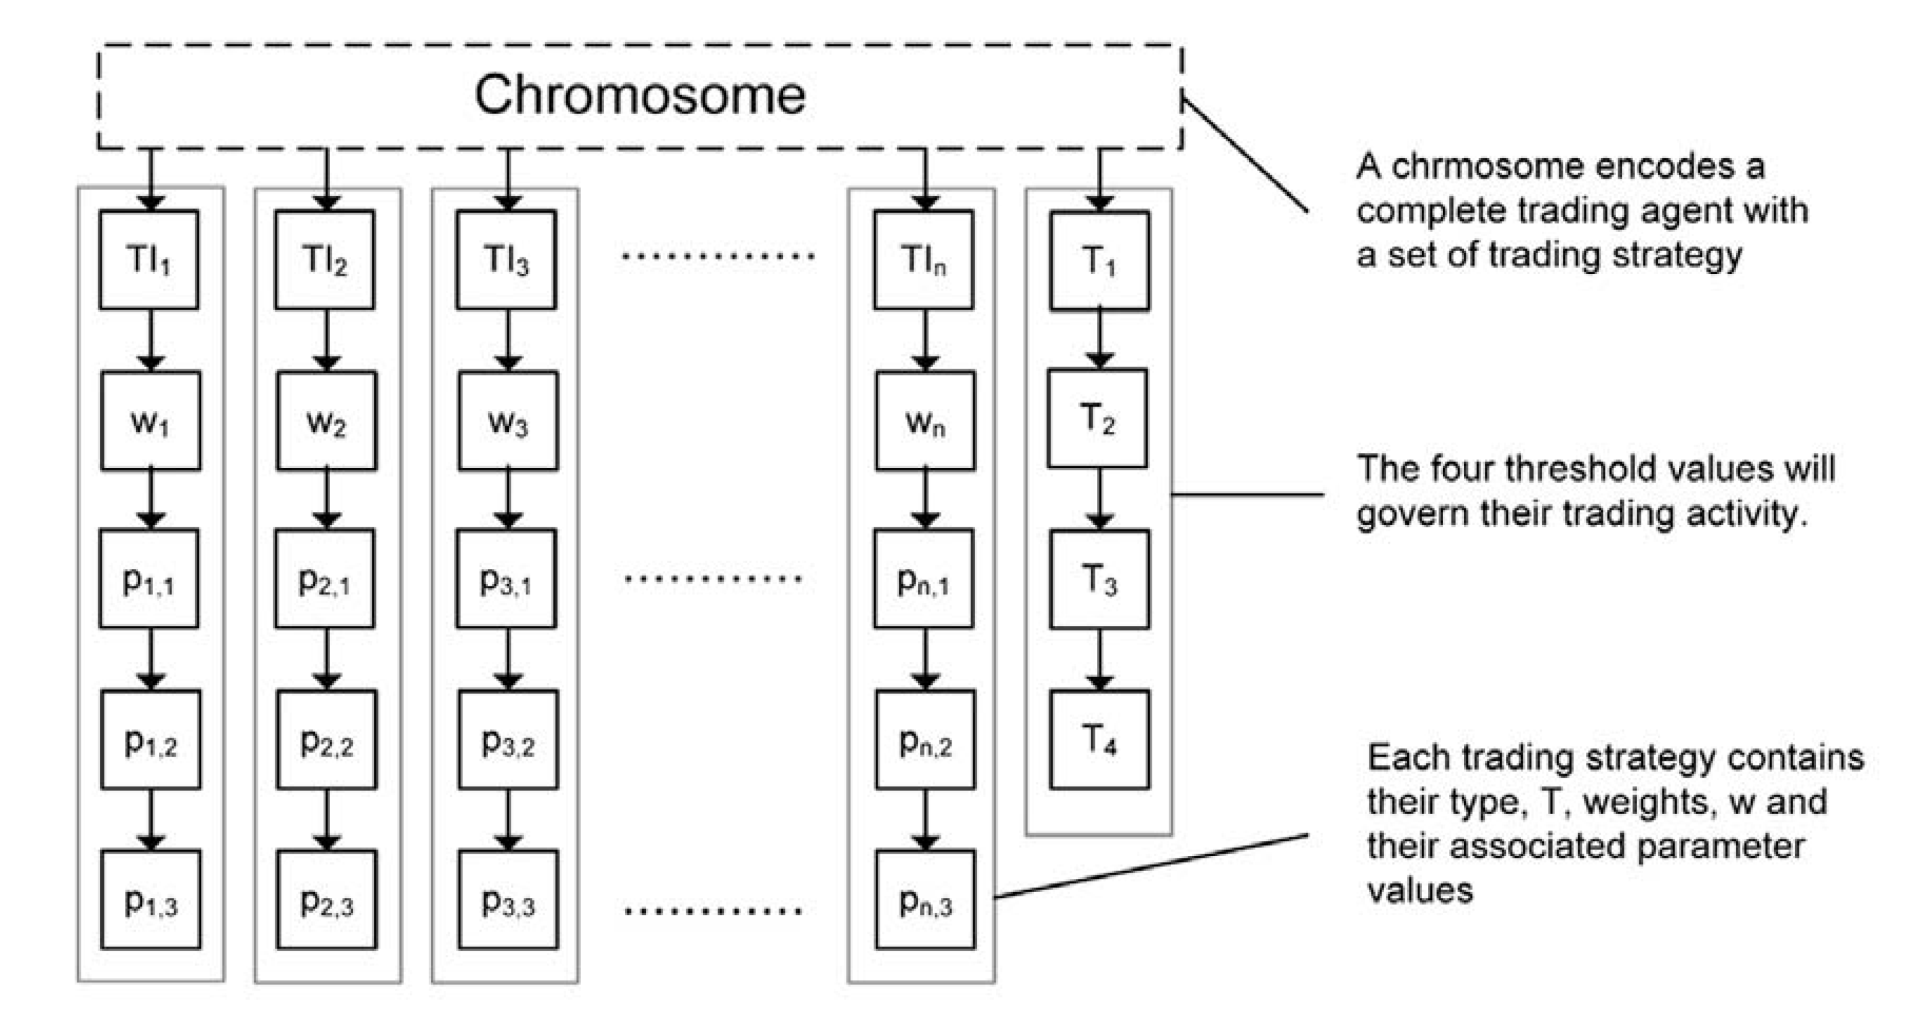 Chromosome
A chrmosome encodes a
complete trading agent with
a set of trading strategy
TI1 TI2 TI3 ............. TIn T1
w1 w2 w3 wn T2
The four threshold values will
govern their trading activity.
p1,1 p2,1 p3,1 ............ pn,1 T3
p1,2 p2,2 p3,2 pn,2 T4
Each trading strategy contains
their type, T, weights, w and
their associated parameter
values
p1,3 p2,3 p3,3 ............ pn,3